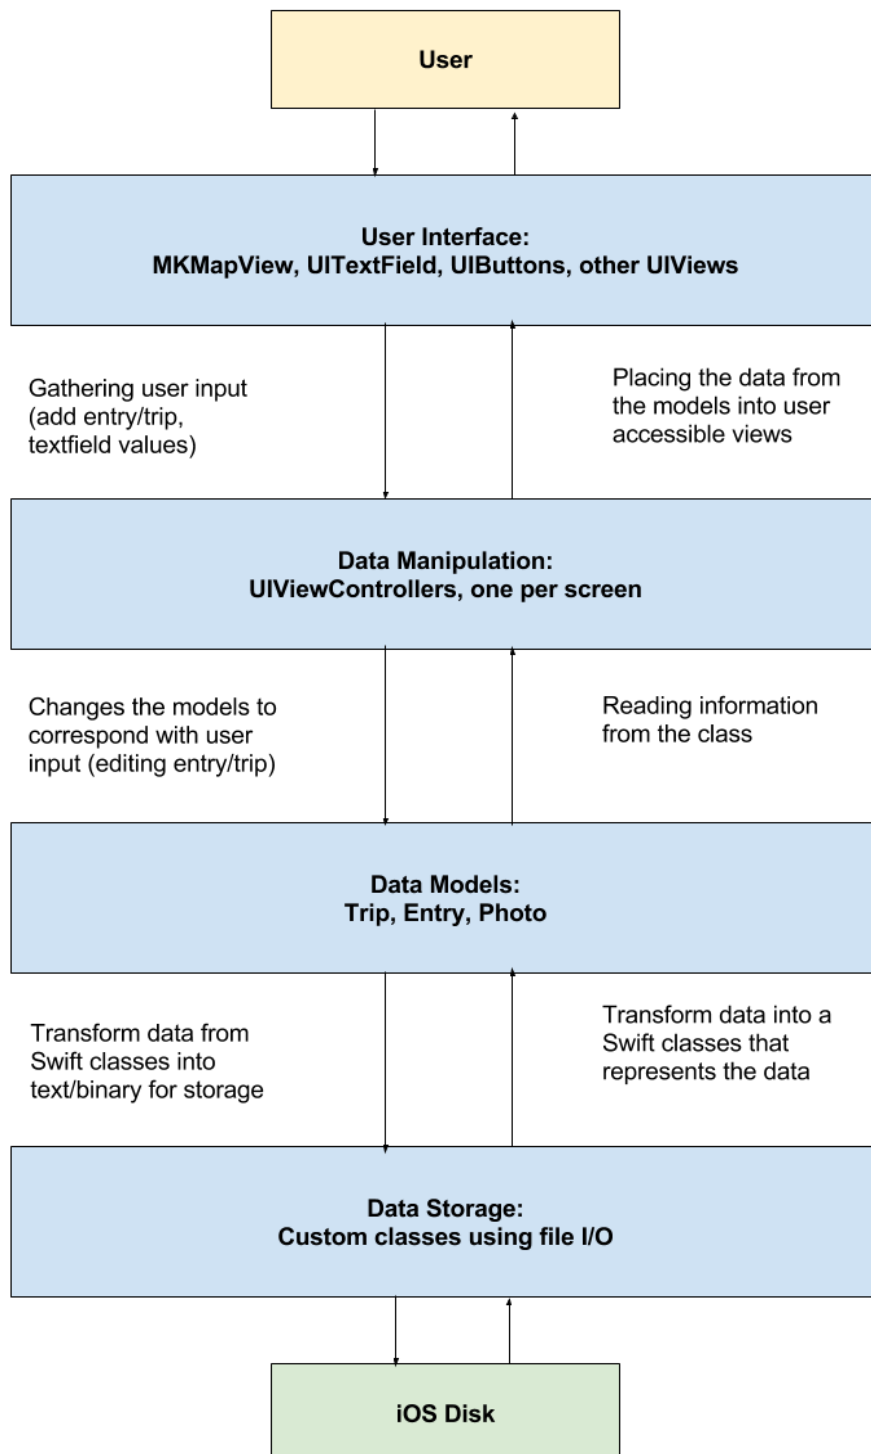 User
User Interface:
MKMapView, UITextField, UIButtons, other UIViews
Gathering user input
(add entry/trip,
textfield values)
Placing the data from
the models into user
accessible views
Data Manipulation:
UIViewControllers, one per screen
Changes the models to
correspond with user
input (editing entry/trip)
Reading information
from the class
Data Models:
Trip, Entry, Photo
Transform data from
Swift classes into
text/binary for storage
Transform data into a
Swift classes that
represents the data
Data Storage:
Custom classes using file I/O
iOS Disk